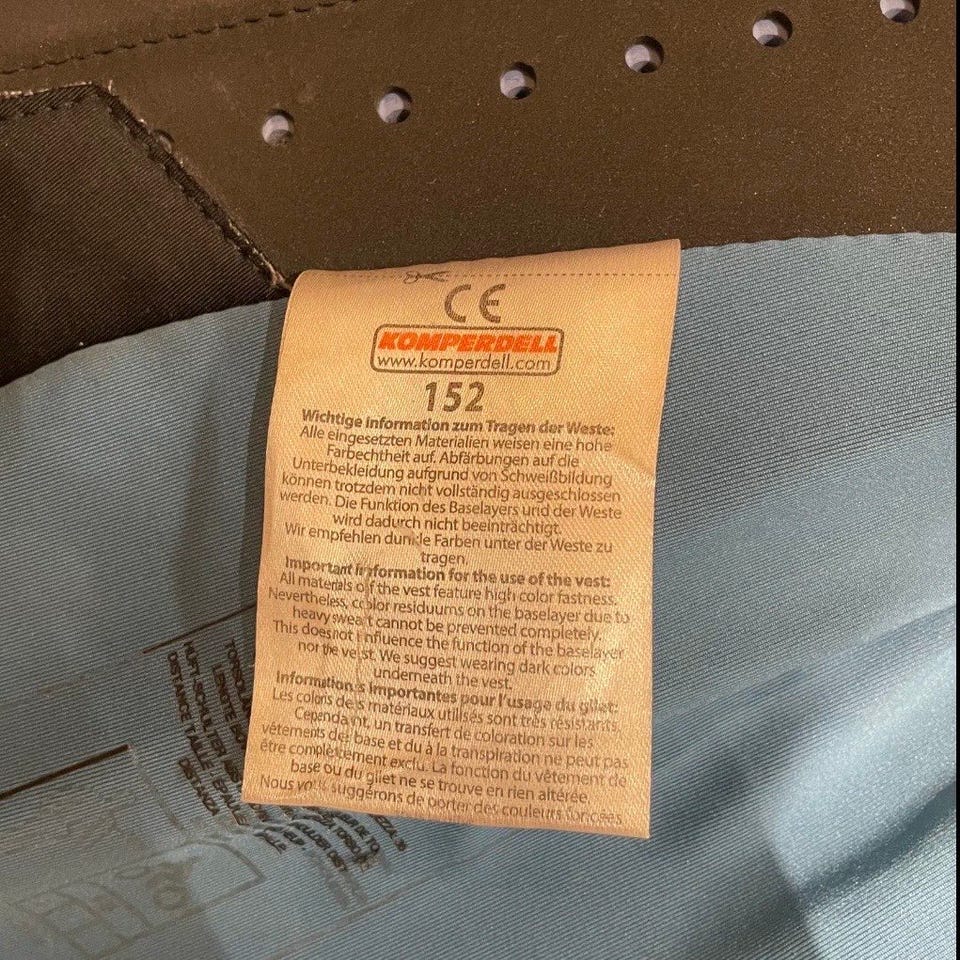 CE
KOMPERDELL
www.komperdell.com
152
Wichtige Information zum Tragen der Weste:
Alle eingesetzten Materialien weisen eine hohe
Farbechtheit auf. Abfärbungen auf die
Unterbekleidung aufgrund von Schweißbildung
können trotzdem nicht vollständig ausgeschlossen
werden. Die Funktion des Baselayers und der Weste
wird dadurch nicht beeinträchtigt.
Wir empfehlen dunkle Farben unter der Weste zu
tragen.
Important information for the use of the vest:
All materials of the vest feature high color fastness.
Nevertheless, color residuums on the baselayer due to
heavy sweat cannot be prevented completely.
This does not influence the function of the baselayer
nor the vest. We suggest wearing dark colors
underneath the vest.
Informations importantes pour l'usage du gilet:
Les colors des matériaux utilisés sont très résistants.
Cependant, un transfert de coloration sur les
vêtements de base et du à la transpiration ne peut pas
être complètement exclu. La fonction du vêtement de
base ou du gilet ne se trouve en rien altérée.
Nous vous suggérons de porter des couleurs foncées
HÜFT-SCHULTER
DISTANCE TAILLE - ÉPAULE
DISTANZA